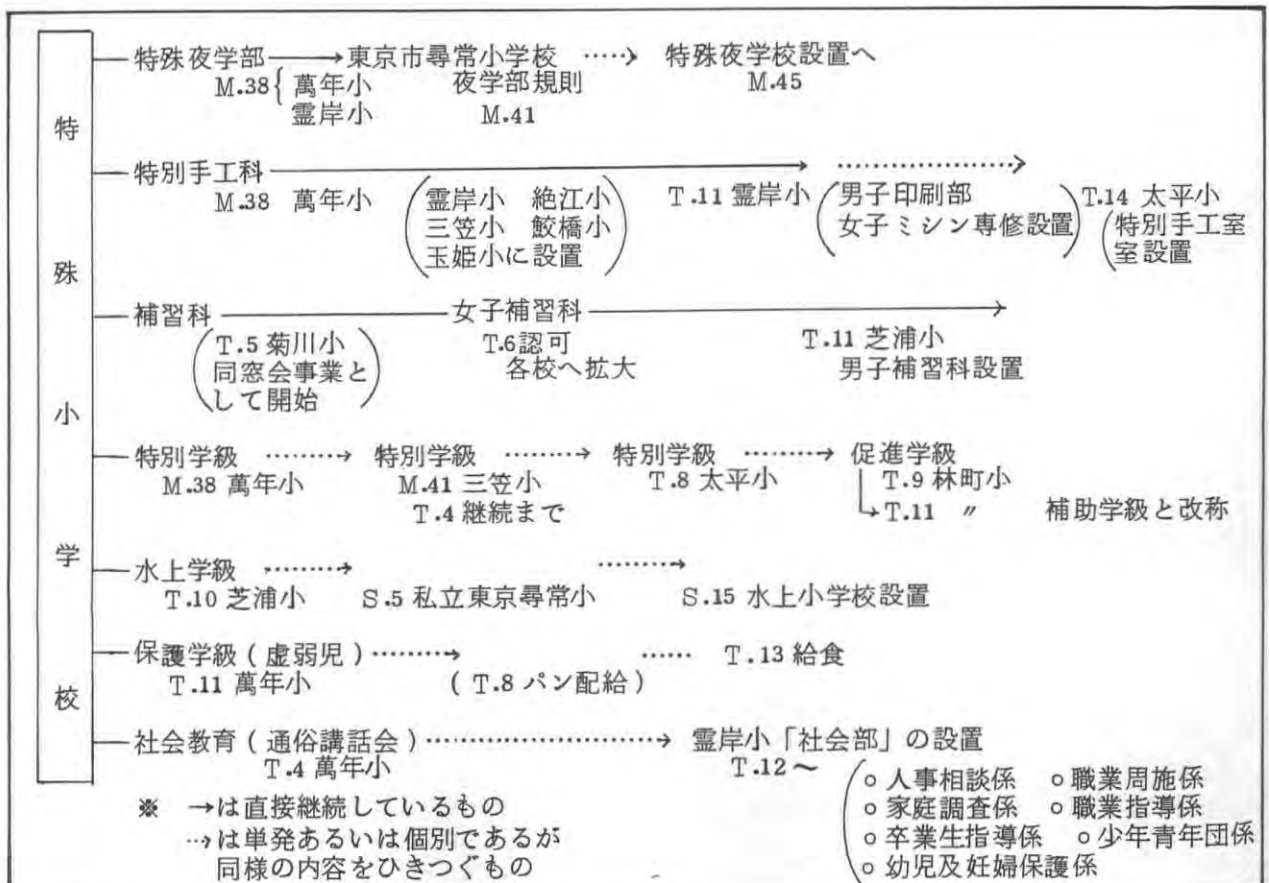 特殊小学校
特殊夜学部 → 東京市尋常小学校 ……› 特殊夜学校設置へ
M.38 { 萬年小 夜学部規則 M.45
霊岸小 M.41
特別手工科
M.38 萬年小 (霊岸小 絶江小 T.11 霊岸小 (男子印刷部 T.14 太平小
三笠小 鮫橋小 女子ミシン専修設置) (特別手工室
玉姫小に設置) 室設置
補習科 女子補習科 →
(T.5 菊川小 T.6認可 T.11 芝浦小
同窓会事業と 各校へ拡大 男子補習科設置
して開始)
特別学級 ………→ 特別学級 ………→ 特別学級 ………→ 促進学級
M.38 萬年小 M.41 三笠小 T.8 太平小 T.9 林町小
T.4 継続まで →T.11 〃 補助学級と改称
水上学級 ………→ ………→
T.10 芝浦小 S.5 私立東京尋常小 S.15 水上小学校設置
保護学級(虚弱児)………→ …… T.13 給食
T.11 萬年小 (T.8 パン配給)
社会教育(通俗講話会)………………………→ 霊岸小「社会部」の設置
T.4 萬年小 T.12〜
○人事相談係 ○職業周施係
○家庭調査係 ○職業指導係
○卒業生指導係 ○少年青年団係
○幼児及妊婦保護係
※ →は直接継続しているもの
…→は単発あるいは個別であるが
同様の内容をひきつぐもの